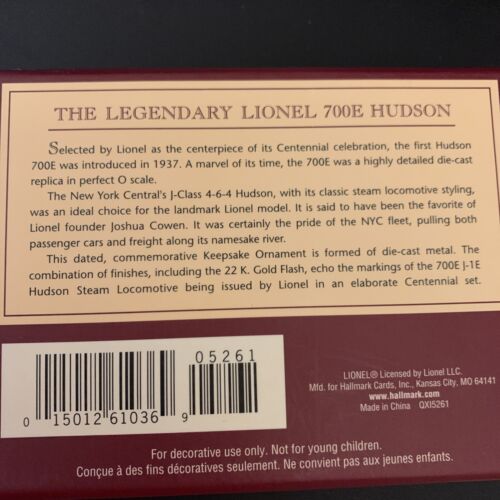 THE LEGENDARY LIONEL 700E HUDSON
Selected by Lionel as the centerpiece of its Centennial celebration, the first Hudson
700E was introduced in 1937. A marvel of its time, the 700E was a highly detailed die-cast
replica in perfect O scale.
The New York Central's J-Class 4-6-4 Hudson, with its classic steam locomotive styling,
was an ideal choice for the landmark Lionel model. It is said to have been the favorite of
Lionel founder Joshua Cowen. It was certainly the pride of the NYC fleet, pulling both
passenger cars and freight along its namesake river.
This dated, commemorative Keepsake Ornament is formed of die-cast metal. The
combination of finishes, including the 22 K. Gold Flash, echo the markings of the 700E J-1E
Hudson Steam Locomotive being issued by Lionel in an elaborate Centennial set.
05261
0 15012 61036 9
LIONEL® Licensed by Lionel LLC.
Mfd. for Hallmark Cards, Inc., Kansas City, MO 64141
www.hallmark.com
Made in China QXI5261
For decorative use only. Not for young children.
Conçue à des fins décoratives seulement. Ne convient pas aux jeunes enfants.